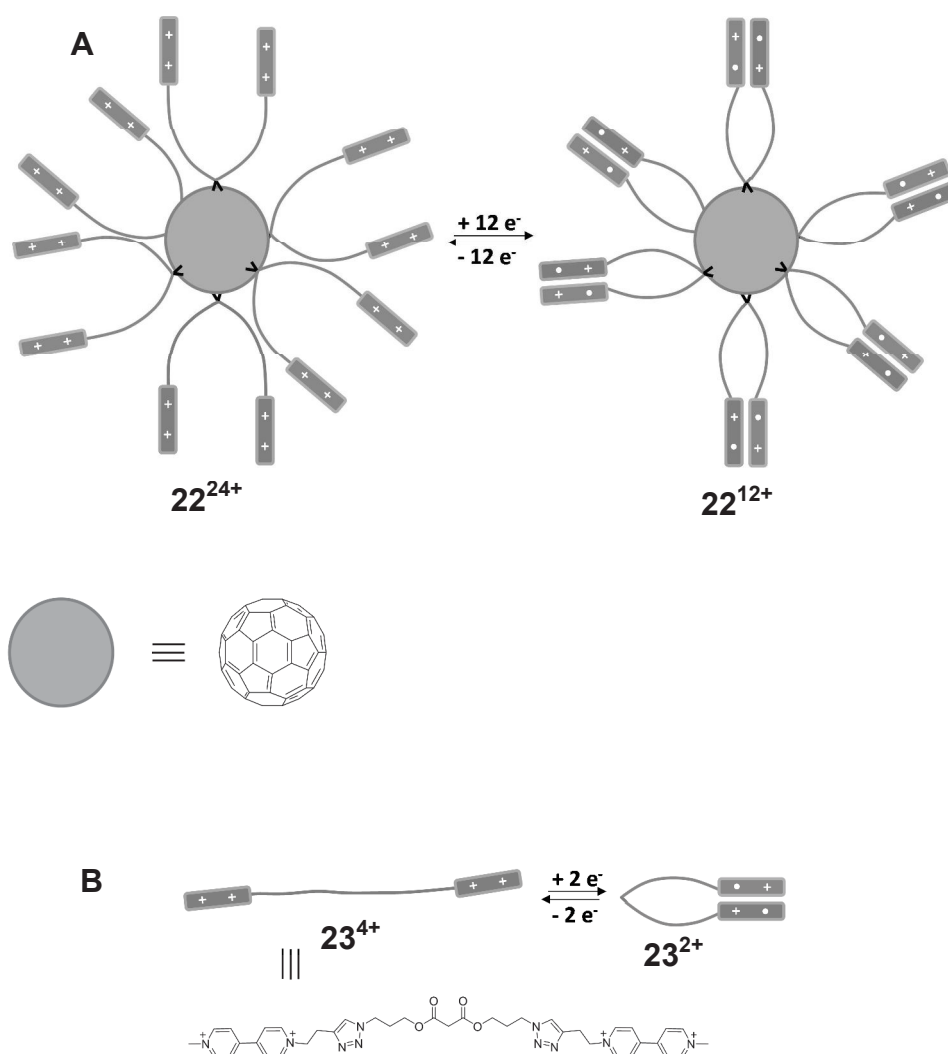 A
+ 12 e-
- 12 e-
22^24+
22^12+
B
+ 2 e-
- 2 e-
23^4+
23^2+
O O
N O O N
N N N N N N N N